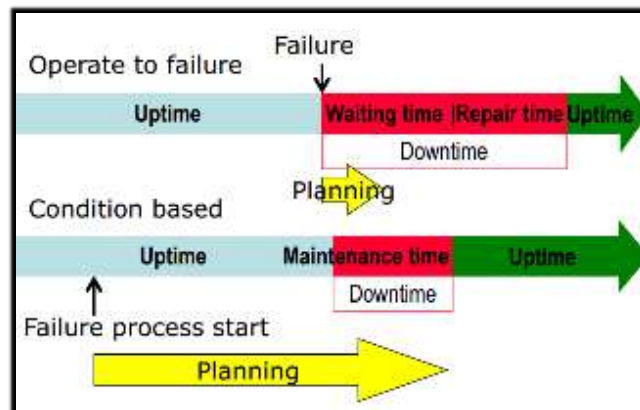 Failure
Operate to failure
Uptime
Waiting time |Repair time
Uptime
Downtime
Planning
Condition based
Uptime
Maintenance time
Uptime
Downtime
Failure process start
Planning